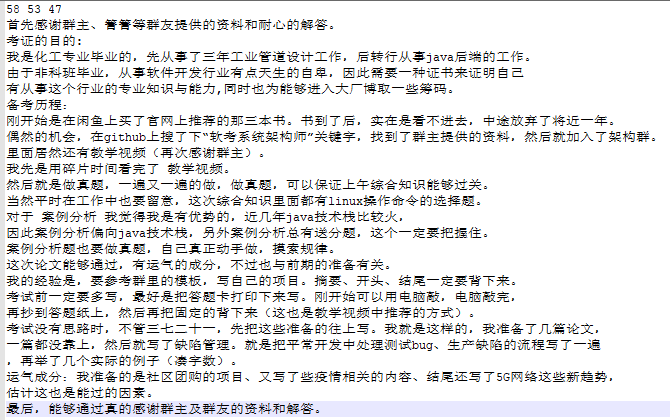 58 53 47
首先感谢群主、箐箐等群友提供的资料和耐心的解答。
考证的目的：
我是化工专业毕业的，先从事了三年工业管道设计工作，后转行从事java后端的工作。
由于非科班毕业，从事软件开发行业有点天生的自卑，因此需要一种证书来证明自己
有从事这个行业的专业知识与能力,同时也为能够进入大厂博取一些筹码。
备考历程：
刚开始是在闲鱼上买了官网上推荐的那三本书。书到了后，实在是看不进去，中途放弃了将近一年。
偶然的机会，在github上搜了下“软考系统架构师”关键字，找到了群主提供的资料，然后就加入了架构群。
里面居然还有教学视频（再次感谢群主）。
我先是用碎片时间看完了 教学视频。
然后就是做真题，一遍又一遍的做，做真题，可以保证上午综合知识能够过关。
当然平时在工作中也要留意，这次综合知识里面都有linux操作命令的选择题。
对于 案例分析 我觉得我是有优势的，近几年java技术栈比较火，
因此案例分析偏向java技术栈，另外案例分析总有送分题，这个一定要把握住。
案例分析题也要做真题，自己真正动手做，摸索规律。
这次论文能够通过，有运气的成分，不过也与前期的准备有关。
我的经验是，要参考群里的模板，写自己的项目。摘要、开头、结尾一定要背下来。
考试前一定要多写，最好是把答题卡打印下来写。刚开始可以用电脑敲，电脑敲完，
再抄到答题纸上，然后再把固定的背下来（这也是教学视频中推荐的方式）。
考试没有思路时，不管三七二十一，先把这些准备的往上写。我就是这样的，我准备了几篇论文，
一篇都没靠上，然后就写了缺陷管理。就是把平常开发中处理测试bug、生产缺陷的流程写了一遍
，再举了几个实际的例子（凑字数）。
运气成分：我准备的是社区团购的项目、又写了些疫情相关的内容、结尾还写了5G网络这些新趋势，
估计这也是能过的因素。
最后，能够通过真的感谢群主及群友的资料和解答。